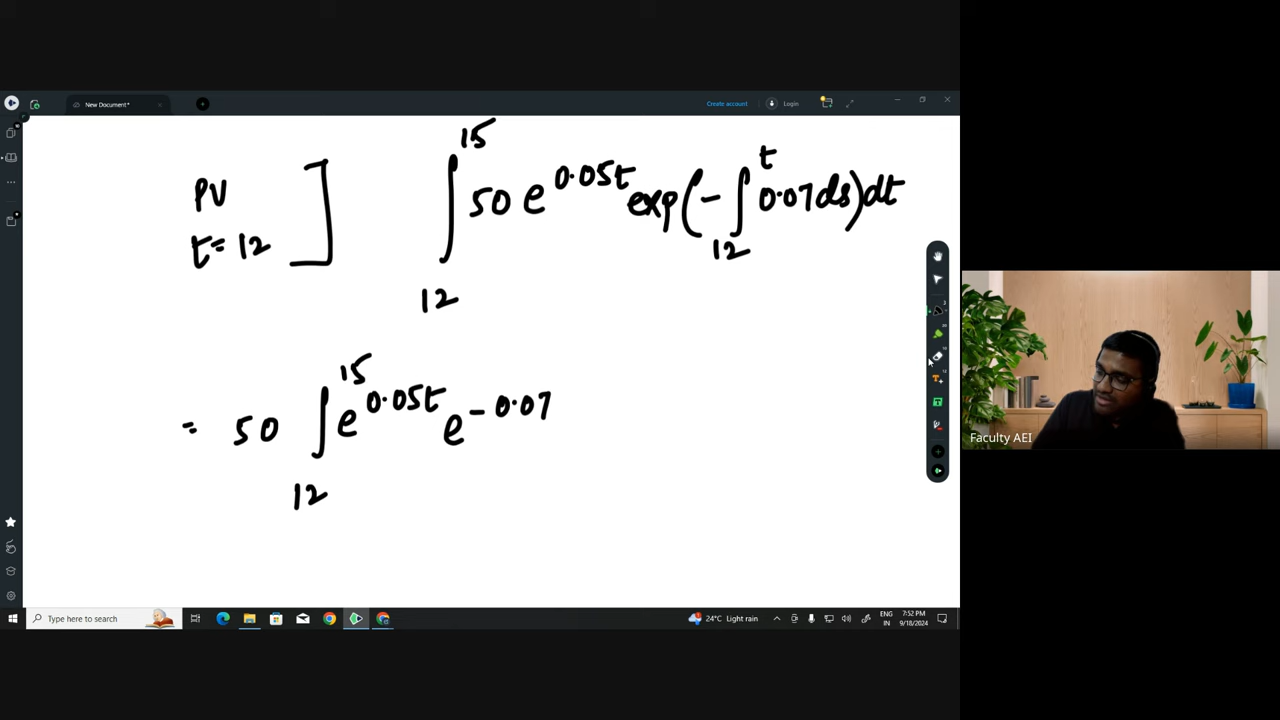 New Document*
Create account
Login
PV
t = 12 ]
∫_{12}^{15} 50 e^{0.05t} exp(- ∫_{12}^{t} 0.07 ds) dt
= 50 ∫_{12}^{15} e^{0.05t} e^{-0.07
Faculty AEI
Type here to search
24°C Light rain
ENG
IN
7:52 PM
9/18/2024